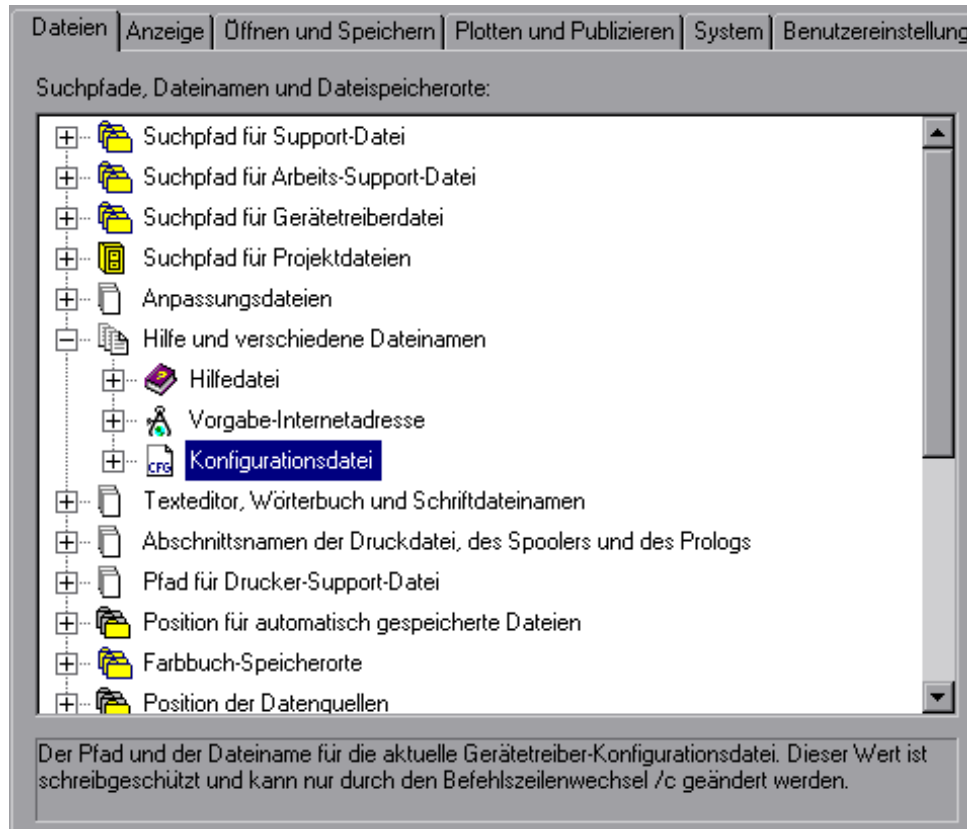 Dateien Anzeige Öffnen und Speichern Plotten und Publizieren System Benutzereinstellung
Suchpfade, Dateinamen und Dateispeicherorte:
Suchpfad für Support-Datei
Suchpfad für Arbeits-Support-Datei
Suchpfad für Gerätetreiberdatei
Suchpfad für Projektdateien
Anpassungsdateien
Hilfe und verschiedene Dateinamen
Hilfedatei
Vorgabe-Internetadresse
CFG Konfigurationsdatei
Texteditor, Wörterbuch und Schriftdateinamen
Abschnittsnamen der Druckdatei, des Spoolers und des Prologs
Pfad für Drucker-Support-Datei
Position für automatisch gespeicherte Dateien
Farbbuch-Speicherorte
Position der Datenquellen
Der Pfad und der Dateiname für die aktuelle Gerätetreiber-Konfigurationsdatei. Dieser Wert ist
schreibgeschützt und kann nur durch den Befehlszeilenwechsel /c geändert werden.